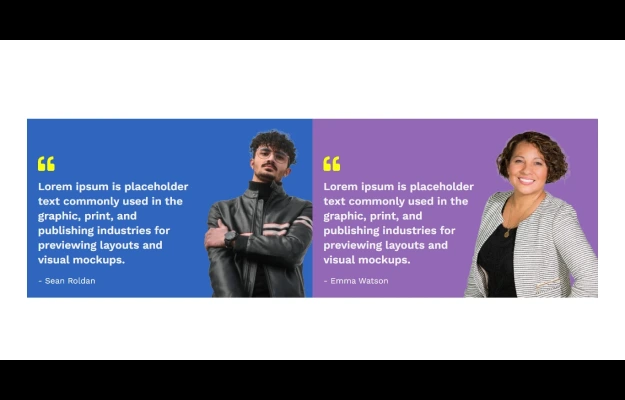 ❝
Lorem ipsum is placeholder
text commonly used in the
graphic, print, and
publishing industries for
previewing layouts and
visual mockups.
- Sean Roldan
❝
Lorem ipsum is placeholder
text commonly used in the
graphic, print, and
publishing industries for
previewing layouts and
visual mockups.
- Emma Watson